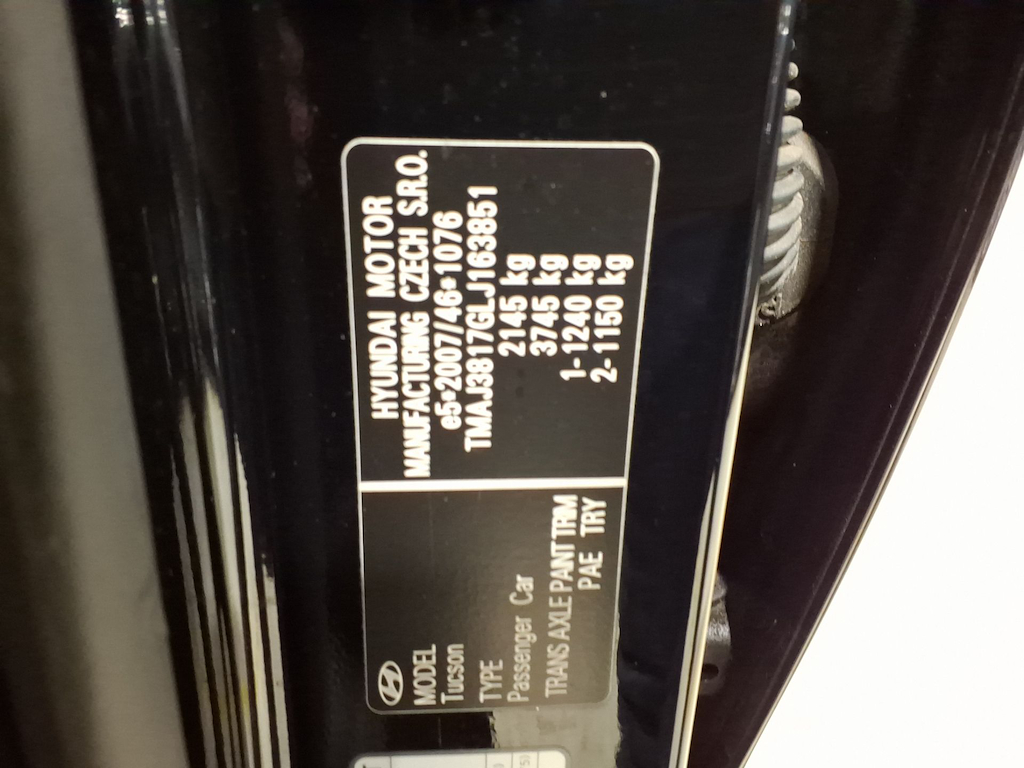 MODEL
Tucson
TYPE
Passenger Car
TRANS AXLE PANT TRIM
PAE TRY
HYUNDAI MOTOR
MANUFACTURING CZECH S.R.O.
e5*2007/46*1076
TMAJ3817GLJ163851
2145 kg
3745 kg
1-1240 kg
2-1150 kg